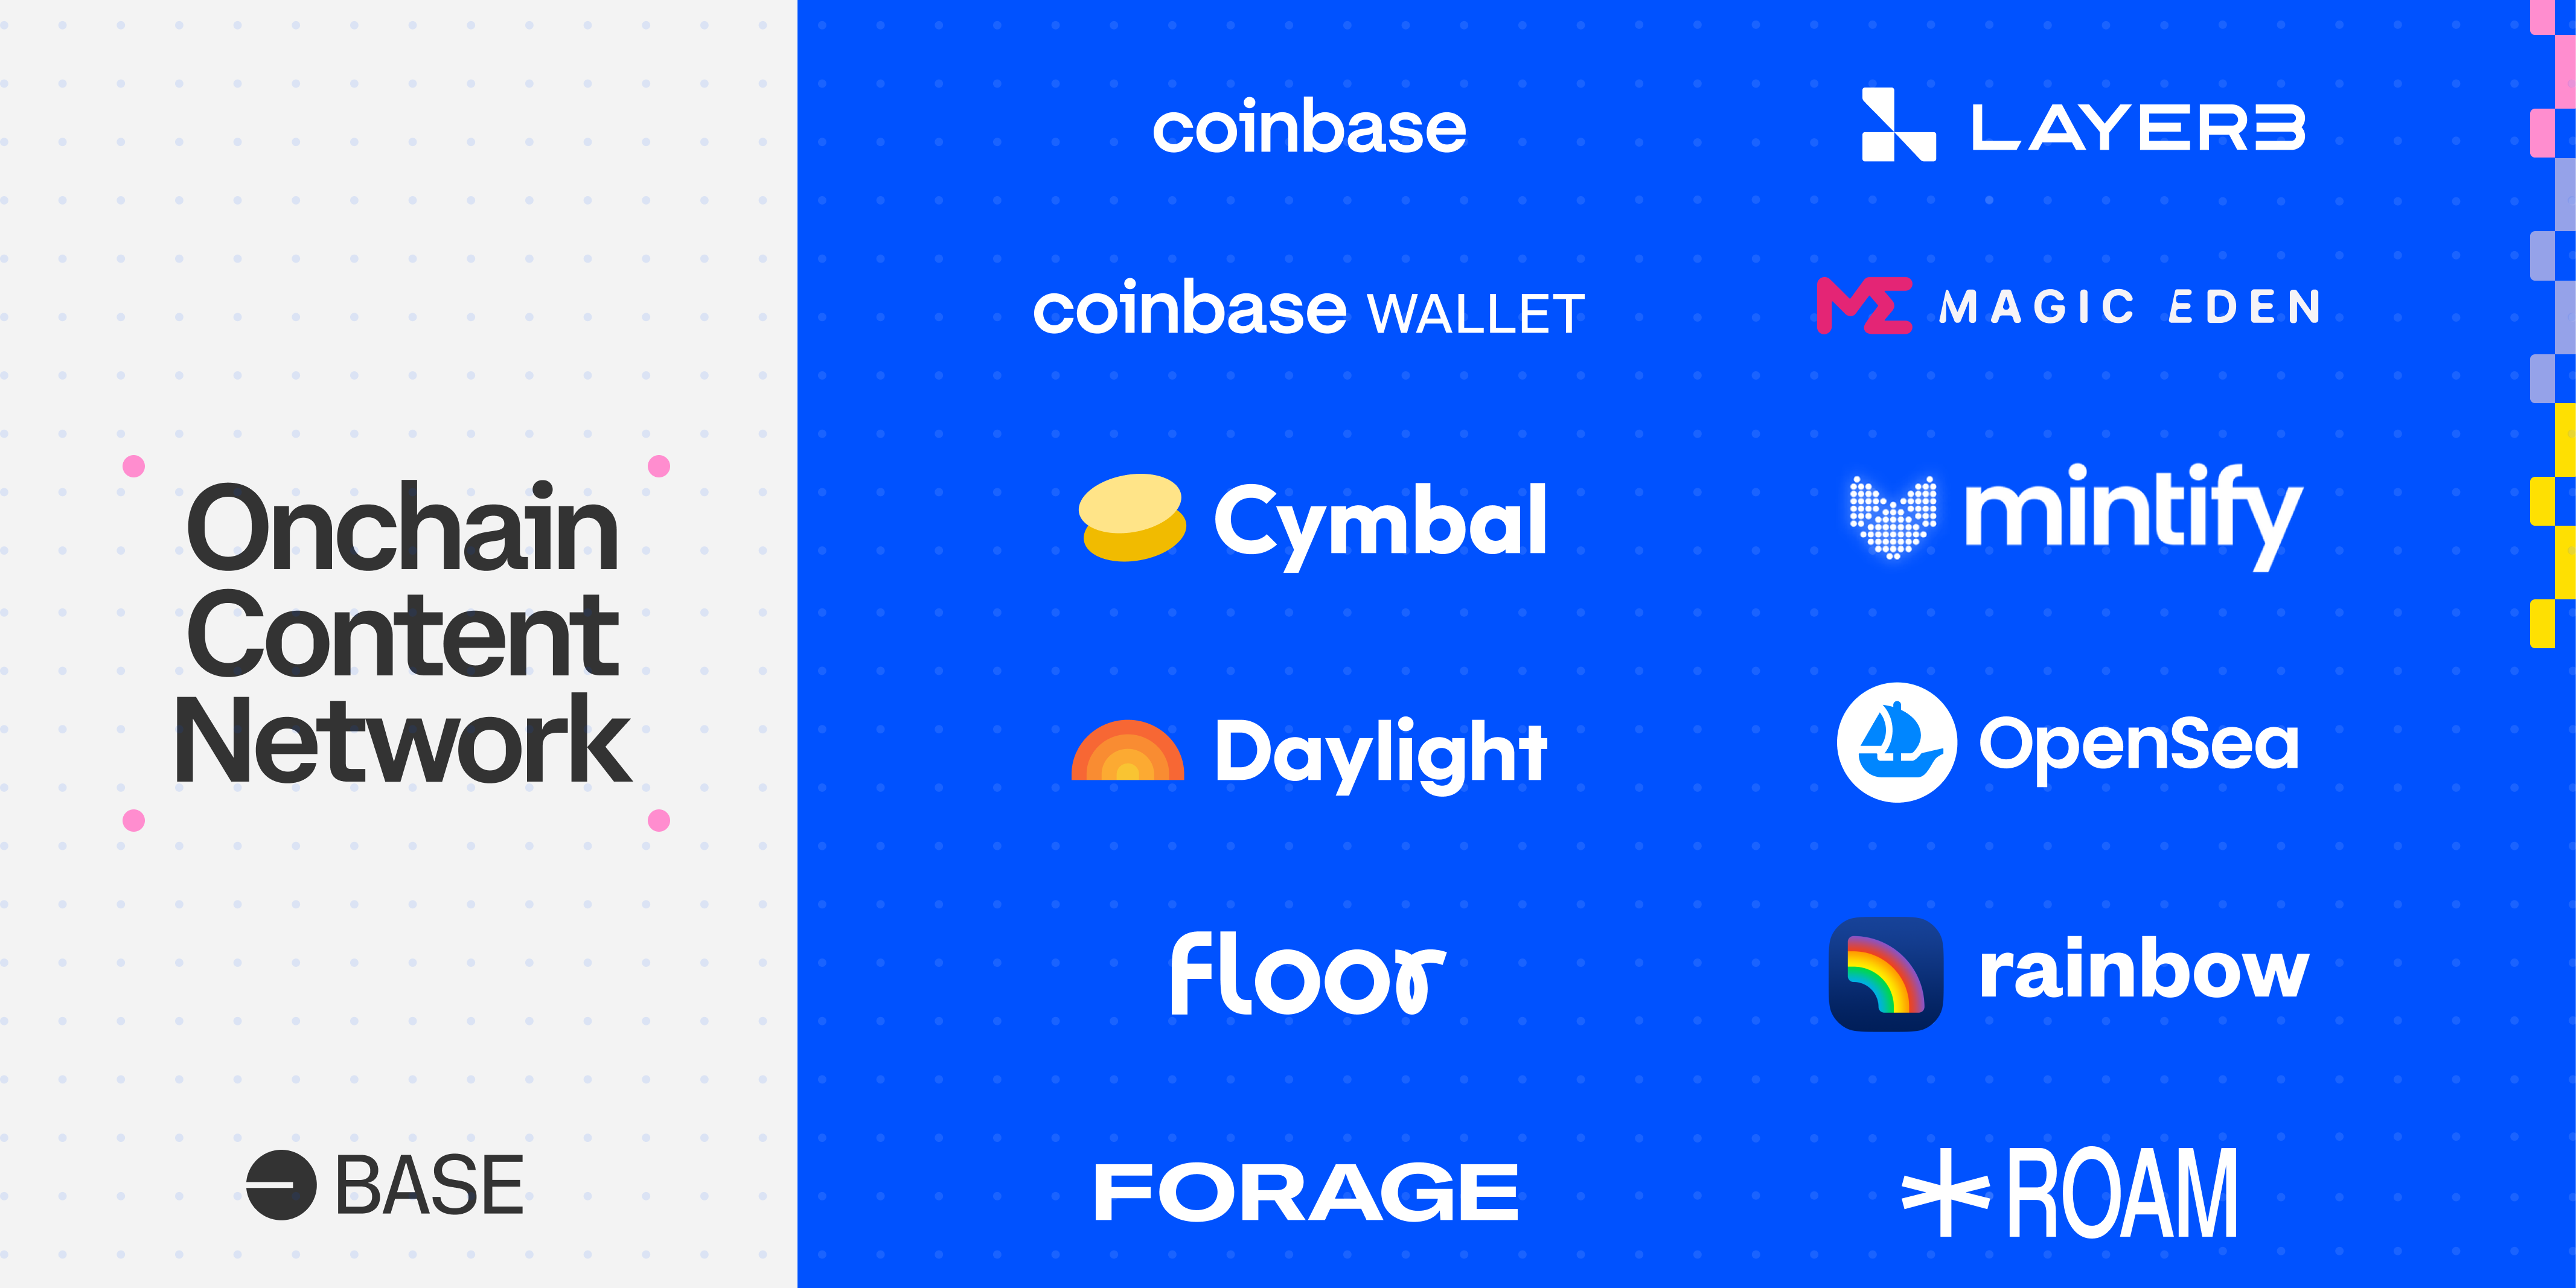 Onchain
Content
Network
BASE
coinbase
coinbase WALLET
Cymbal
Daylight
floor
FORAGE
LAYER3
MAGIC EDEN
mintify
OpenSea
rainbow
ROAM